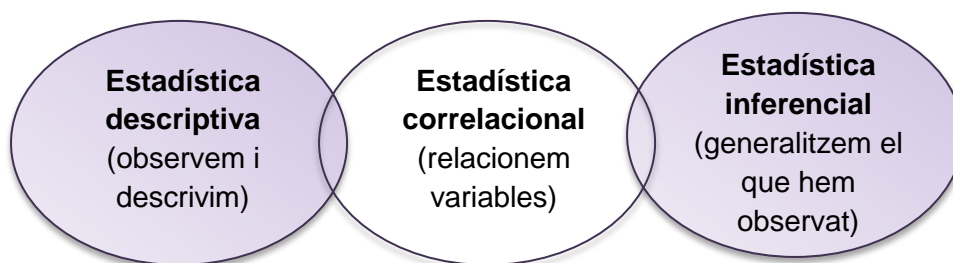 Estadística
descriptiva
(observem i
descrivim)
Estadística
correlacional
(relacionem
variables)
Estadística
inferencial
(generalitzem el
que hem
observat)